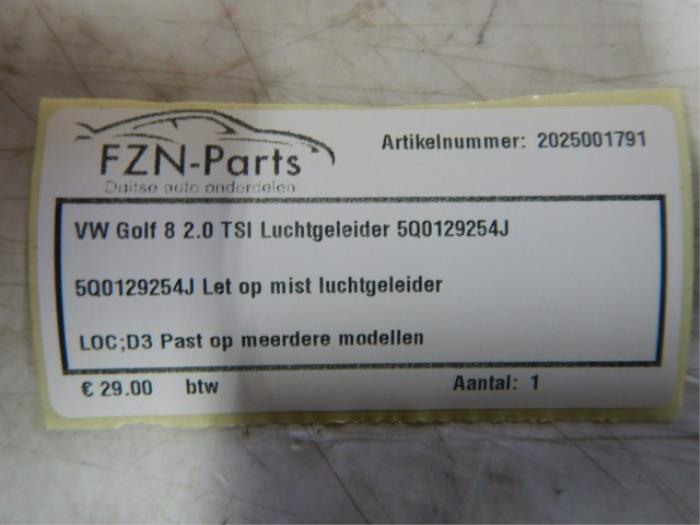 FZN-Parts
Duitse auto onderdelen
Artikelnummer: 2025001791
VW Golf 8 2.0 TSI Luchtgeleider 5Q0129254J
5Q0129254J Let op mist luchtgeleider
LOC;D3 Past op meerdere modellen
€ 29.00 btw
Aantal: 1